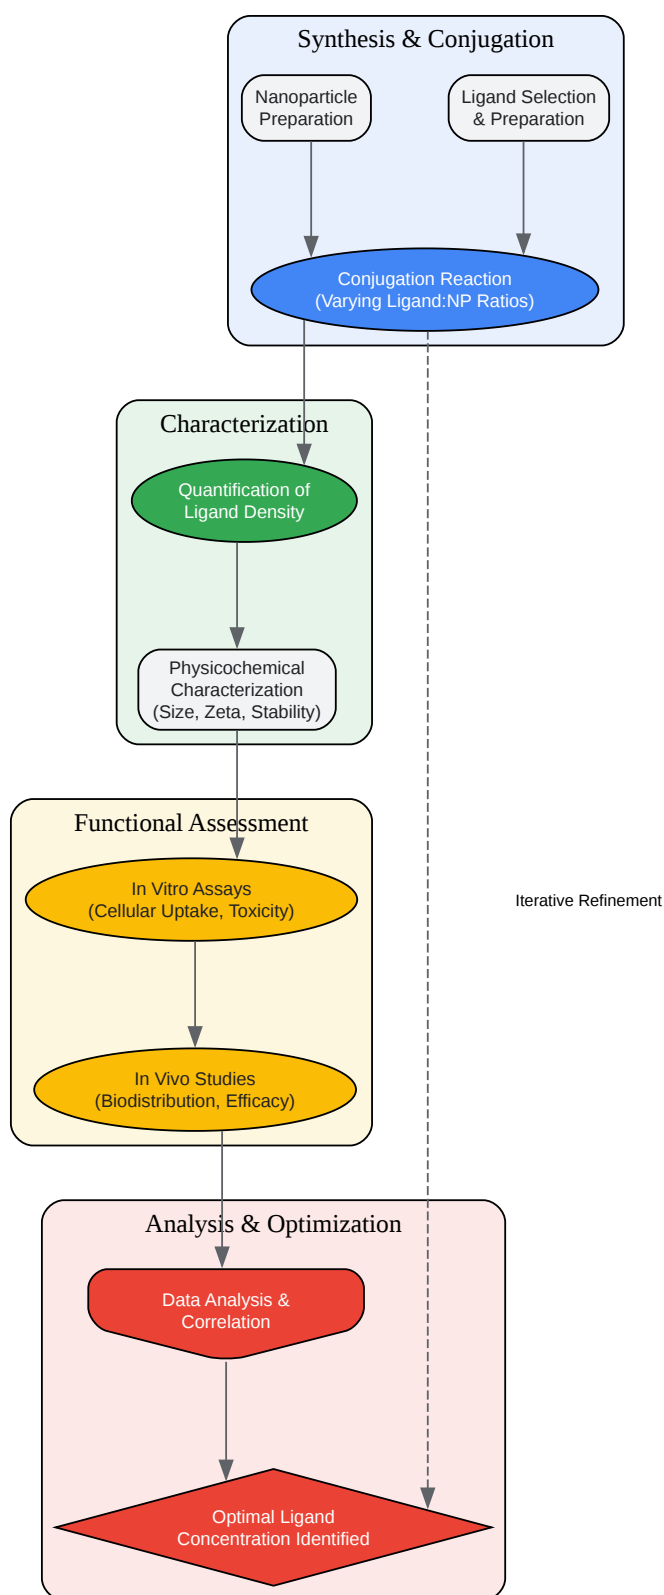 Synthesis & Conjugation
Nanoparticle
Preparation
Ligand Selection
& Preparation
Conjugation Reaction
(Varying Ligand:NP Ratios)
Characterization
Quantification of
Ligand Density
Physicochemical
Characterization
(Size, Zeta, Stability)
Functional Assessment
In Vitro Assays
(Cellular Uptake, Toxicity)
Iterative Refinement
In Vivo Studies
(Biodistribution, Efficacy)
Analysis & Optimization
Data Analysis &
Correlation
Optimal Ligand
Concentration Identified